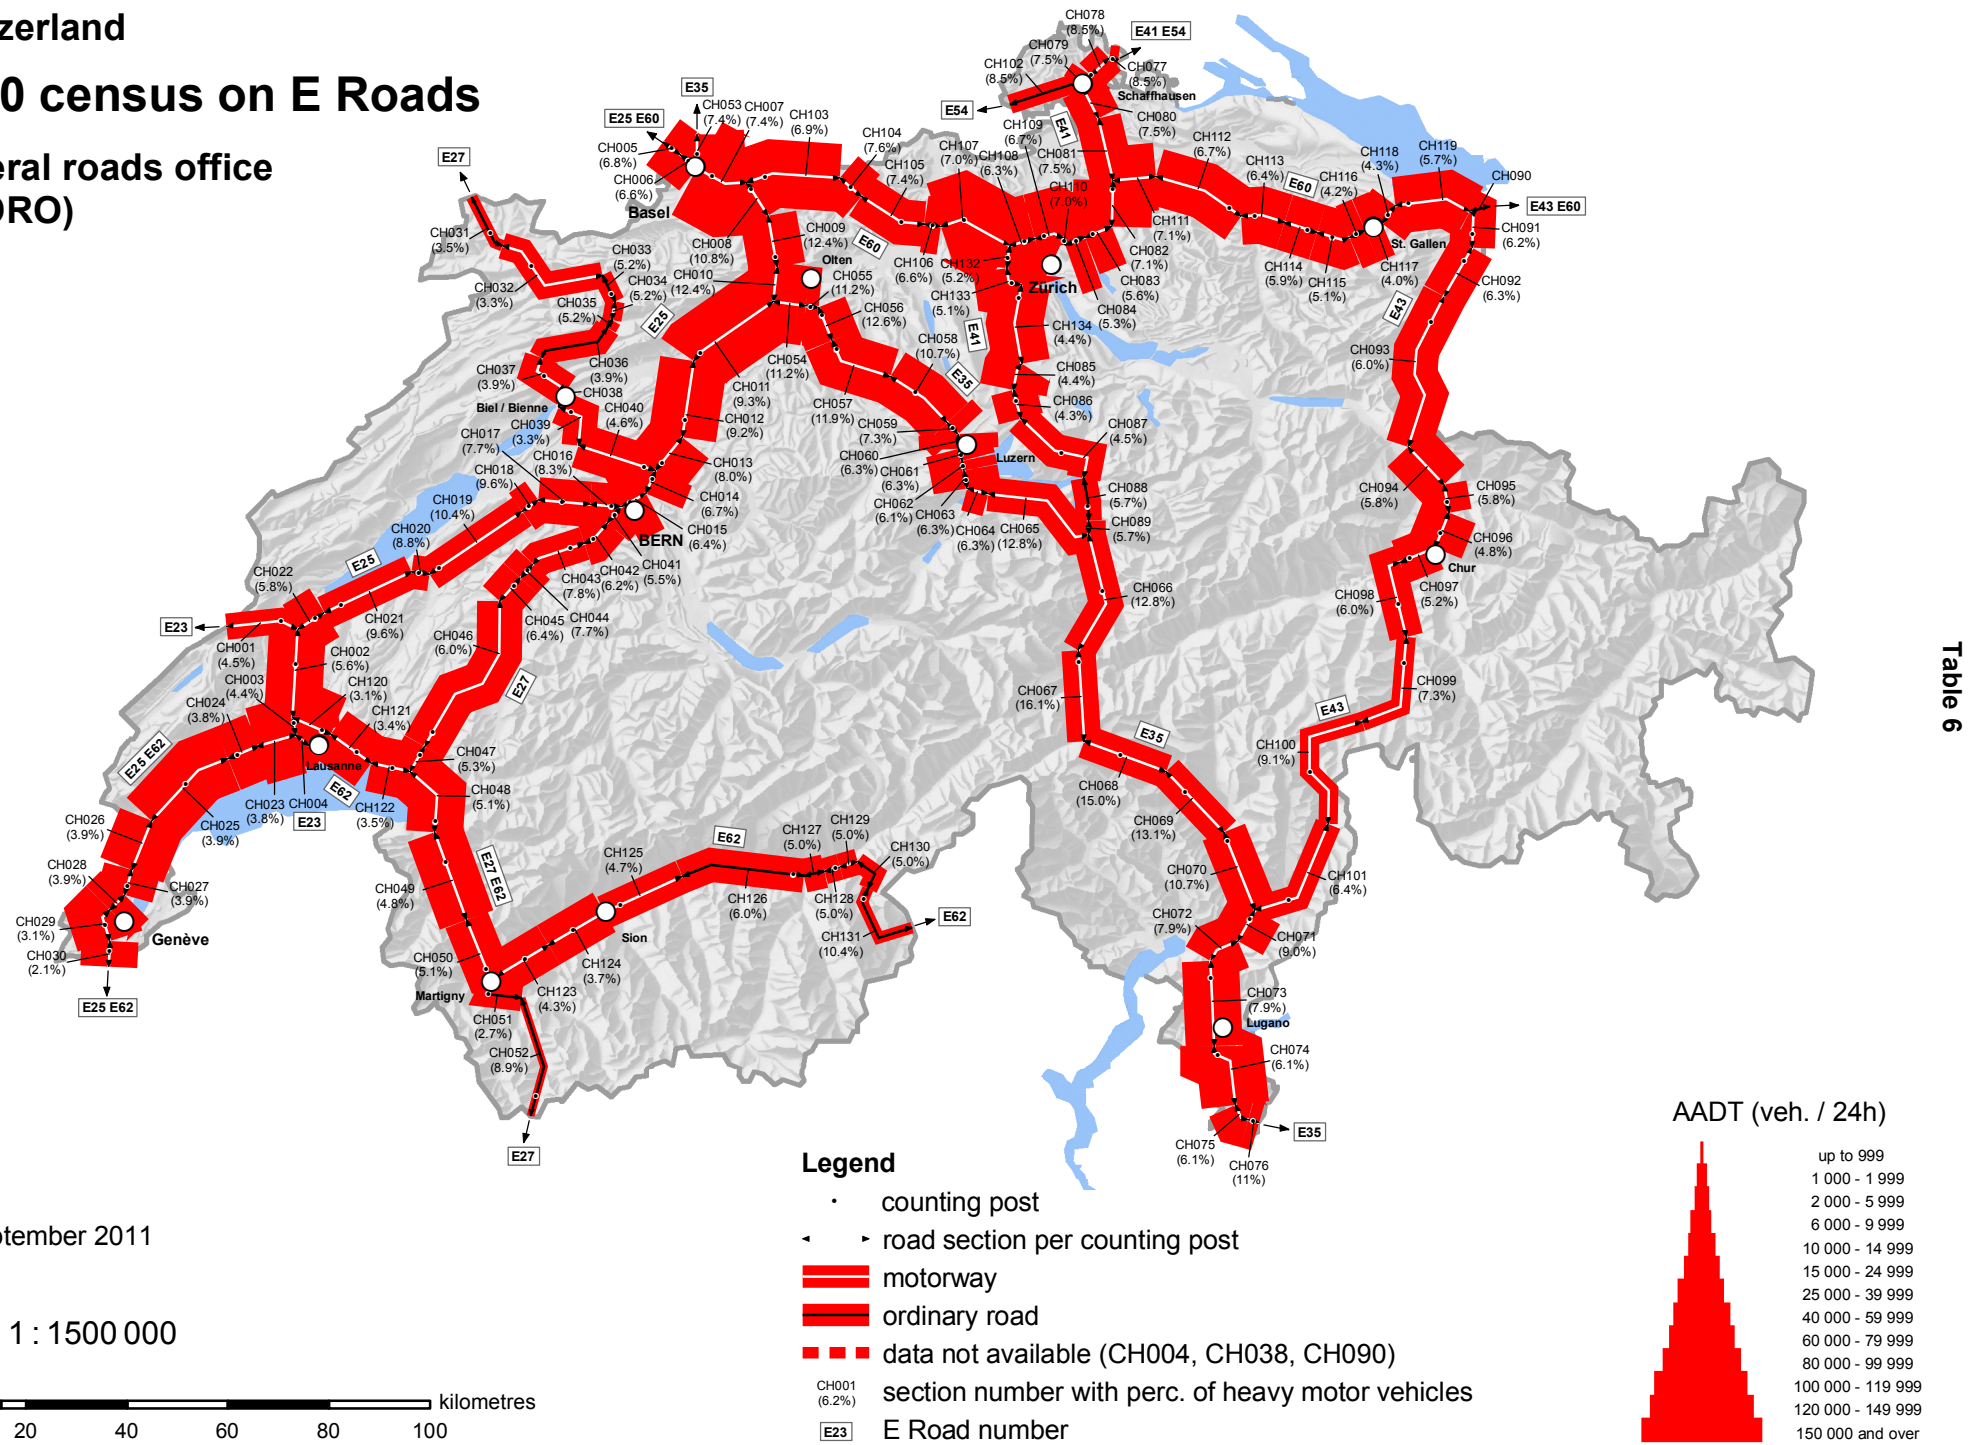 zerland
0 census on E Roads
eral roads office
ORO)
CH078
(8.5%)
E41 E54
CH079
(7.5%)
CH102
(8.5%)
CH077
(8.5%)
Schaffhausen
E54
E35
E25 E60
CH053
(7.4%)
CH007
(7.4%)
CH103
(6.9%)
CH104
(7.6%)
CH105
(7.4%)
CH107
(7.0%)
CH108
(6.3%)
CH109
(6.7%)
E41
CH080
(7.5%)
CH081
(7.5%)
CH110
(7.0%)
CH112
(6.7%)
CH113
(6.4%)
E60
CH116
(4.2%)
CH118
(4.3%)
CH119
(5.7%)
CH090
E43 E60
CH091
(6.2%)
CH005
(6.8%)
CH006
(6.6%)
Basel
E27
CH031
(3.5%)
CH032
(3.3%)
CH033
(5.2%)
CH034
(5.2%)
CH035
(5.2%)
CH008
(10.8%)
CH010
(12.4%)
CH009
(12.4%)
Olten
CH055
(11.2%)
CH056
(12.6%)
E60
CH106
(6.6%)
CH132
(5.2%)
CH133
(5.1%)
Zürich
CH111
(7.1%)
CH082
(7.1%)
CH083
(5.6%)
CH084
(5.3%)
CH114
(5.9%)
CH115
(5.1%)
CH117
(4.0%)
St. Gallen
CH092
(6.3%)
E43
CH093
(6.0%)
E25
CH036
(3.9%)
CH037
(3.9%)
CH038
Biel / Bienne
CH039
(3.3%)
CH040
(4.6%)
CH054
(11.2%)
CH011
(9.3%)
CH012
(9.2%)
CH013
(8.0%)
CH014
(6.7%)
CH015
(6.4%)
BERN
CH057
(11.9%)
CH058
(10.7%)
E35
E41
CH134
(4.4%)
CH085
(4.4%)
CH086
(4.3%)
CH087
(4.5%)
CH088
(5.7%)
CH089
(5.7%)
CH059
(7.3%)
CH060
(6.3%)
CH061
(6.3%)
CH062
(6.1%)
CH063
(6.3%)
CH064
(6.3%)
CH065
(12.8%)
Luzern
CH017
(7.7%)
CH016
(8.3%)
CH018
(9.6%)
CH019
(10.4%)
CH020
(8.8%)
E25
CH021
(9.6%)
CH022
(5.8%)
E23
CH001
(4.5%)
CH002
(5.6%)
CH003
(4.4%)
CH120
(3.1%)
CH121
(3.4%)
CH041
(5.5%)
CH042
(6.2%)
CH043
(7.8%)
CH044
(7.7%)
CH045
(6.4%)
CH046
(6.0%)
E27
CH066
(12.8%)
CH067
(16.1%)
E35
CH068
(15.0%)
CH069
(13.1%)
CH070
(10.7%)
CH071
(9.0%)
CH072
(7.9%)
CH073
(7.9%)
Lugano
CH074
(6.1%)
CH075
(6.1%)
CH076
(11%)
E35
CH094
(5.8%)
CH095
(5.8%)
CH096
(4.8%)
Chur
CH097
(5.2%)
CH098
(6.0%)
CH099
(7.3%)
E43
CH100
(9.1%)
CH101
(6.4%)
CH024
(3.8%)
E25 E62
CH023
(3.8%)
CH004
E23
Lausanne
E62
CH122
(3.5%)
CH047
(5.3%)
CH048
(5.1%)
CH025
(3.9%)
CH026
(3.9%)
CH028
(3.9%)
CH027
(3.9%)
CH029
(3.1%)
CH030
(2.1%)
Genève
E25 E62
E27 E62
CH049
(4.8%)
CH050
(5.1%)
Martigny
CH051
(2.7%)
CH052
(8.9%)
E27
CH123
(4.3%)
CH124
(3.7%)
Sion
CH125
(4.7%)
E62
CH126
(6.0%)
CH127
(5.0%)
CH129
(5.0%)
CH128
(5.0%)
CH130
(5.0%)
CH131
(10.4%)
E62
Table 6
ptember 2011
1 : 1500 000
kilometres
20 40 60 80 100
Legend
counting post
road section per counting post
motorway
ordinary road
data not available (CH004, CH038, CH090)
CH001
(6.2%)
section number with perc. of heavy motor vehicles
E23
E Road number
AADT (veh. / 24h)
up to 999
1 000 - 1 999
2 000 - 5 999
6 000 - 9 999
10 000 - 14 999
15 000 - 24 999
25 000 - 39 999
40 000 - 59 999
60 000 - 79 999
80 000 - 99 999
100 000 - 119 999
120 000 - 149 999
150 000 and over